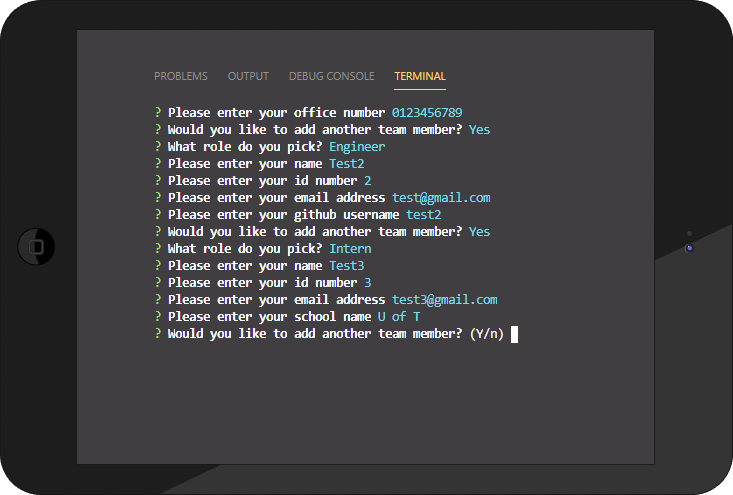 PROBLEMS OUTPUT DEBUG CONSOLE TERMINAL
? Please enter your office number 0123456789
? Would you like to add another team member? Yes
? What role do you pick? Engineer
? Please enter your name Test2
? Please enter your id number 2
? Please enter your email address test@gmail.com
? Please enter your github username test2
? Would you like to add another team member? Yes
? What role do you pick? Intern
? Please enter your name Test3
? Please enter your id number 3
? Please enter your email address test3@gmail.com
? Please enter your school name U of T
? Would you like to add another team member? (Y/n)